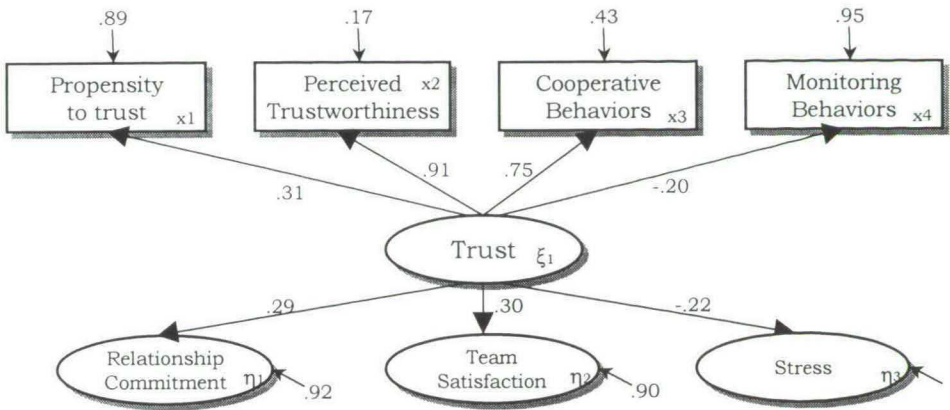 .89
.17
.43
.95
Propensity
to trust x1
Perceived x2
Trustworthiness
Cooperative
Behaviors x3
Monitoring
Behaviors x4
.31
.91
.75
-.20
Trust ξ1
.29
.30
-.22
Relationship
Commitment η1
.92
Team
Satisfaction η2
.90
Stress η3